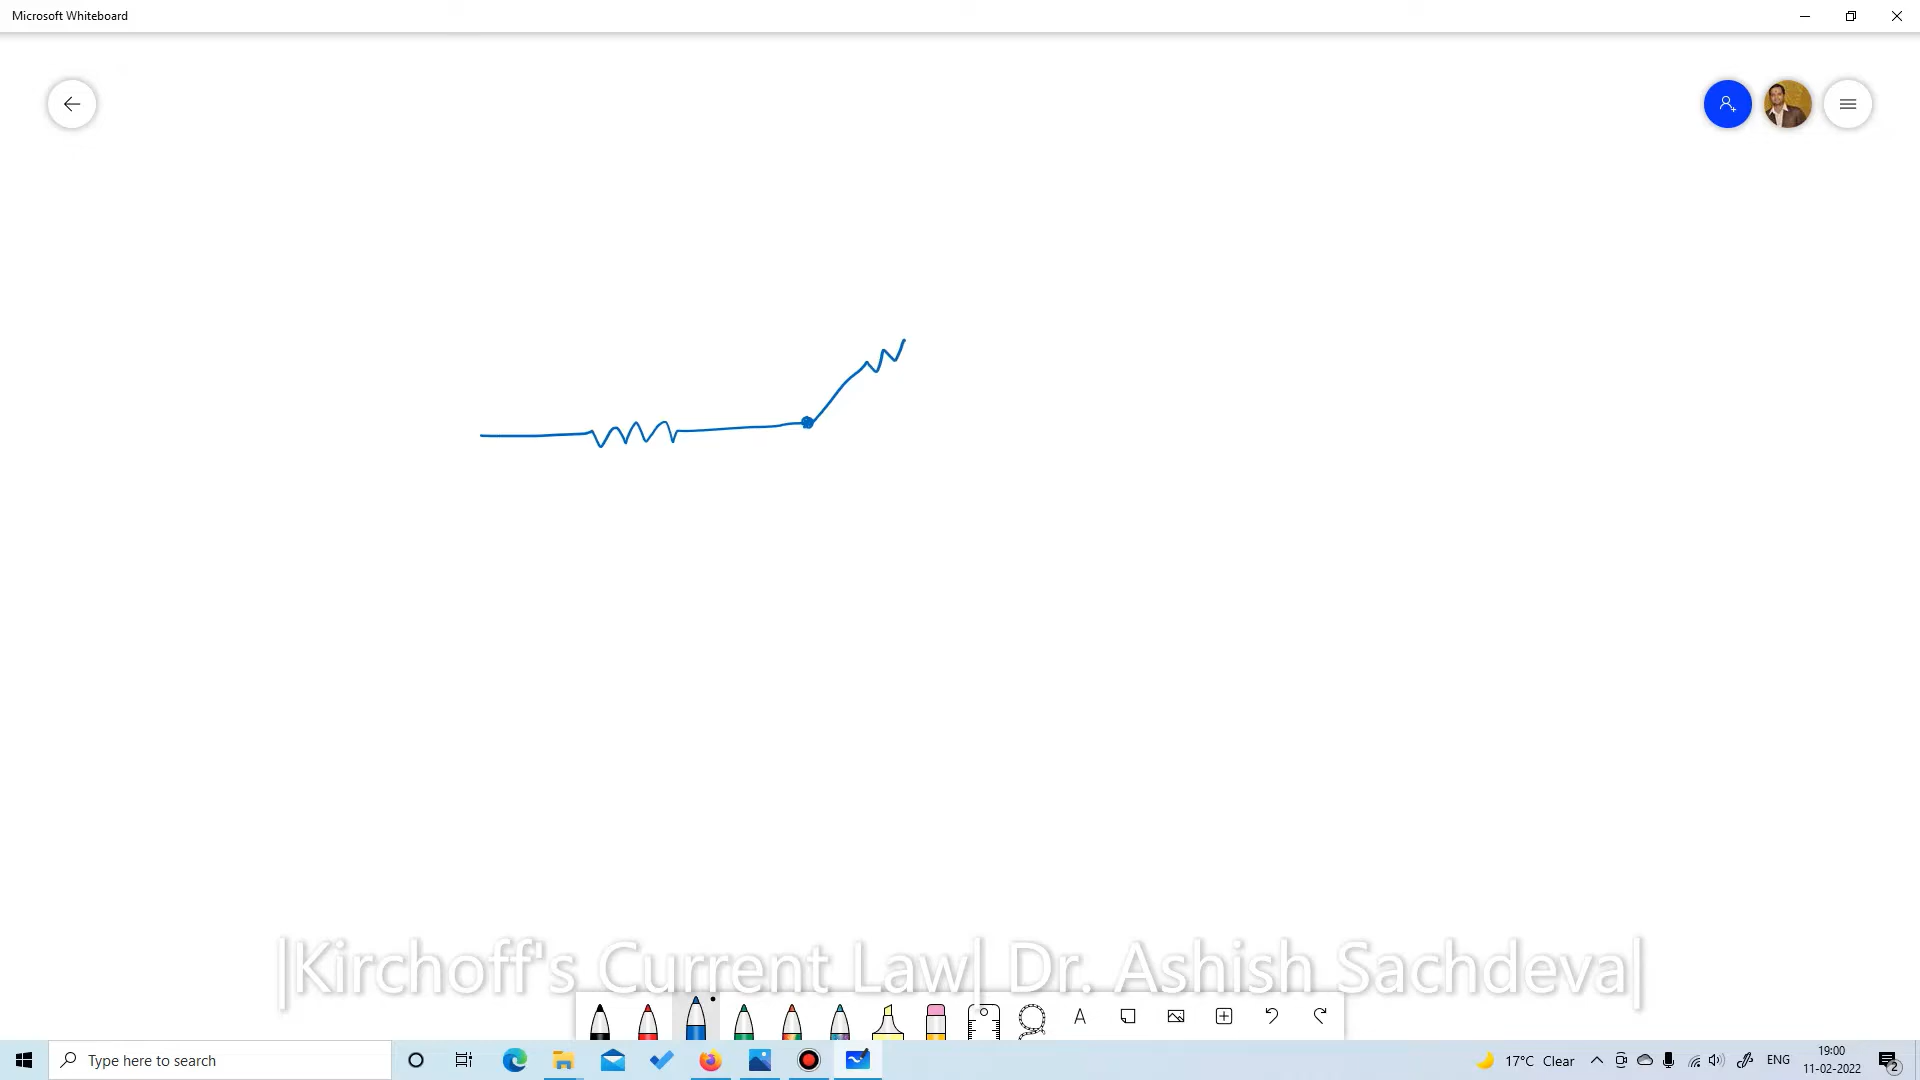 Microsoft Whiteboard
|Kirchoff's Current Law| Dr. Ashish Sachdeva|
A
Type here to search
17°C Clear
ENG
19:00
11-02-2022
2